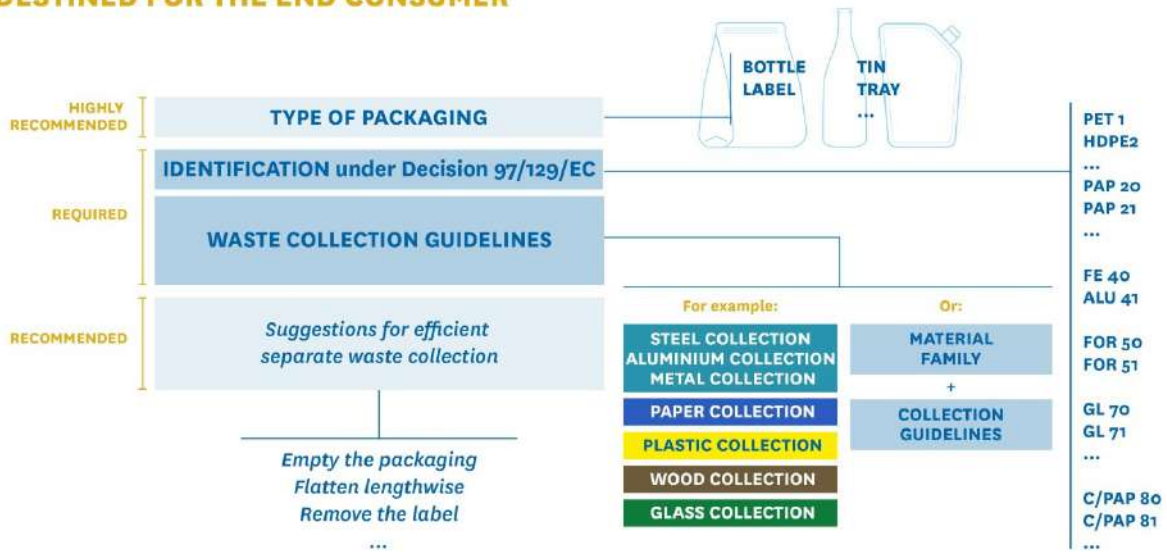 DESTINED FOR THE END CONSUMER
BOTTLE
LABEL
TIN
TRAY
...
HIGHLY
RECOMMENDED
TYPE OF PACKAGING
REQUIRED
IDENTIFICATION under Decision 97/129/EC
WASTE COLLECTION GUIDELINES
RECOMMENDED
Suggestions for efficient
separate waste collection
Empty the packaging
Flatten lengthwise
Remove the label
...
For example:
STEEL COLLECTION
ALUMINIUM COLLECTION
METAL COLLECTION
PAPER COLLECTION
PLASTIC COLLECTION
WOOD COLLECTION
GLASS COLLECTION
Or:
MATERIAL
FAMILY
+
COLLECTION
GUIDELINES
PET 1
HDPE2
...
PAP 20
PAP 21
...
FE 40
ALU 41
FOR 50
FOR 51
GL 70
GL 71
...
C/PAP 80
C/PAP 81
...